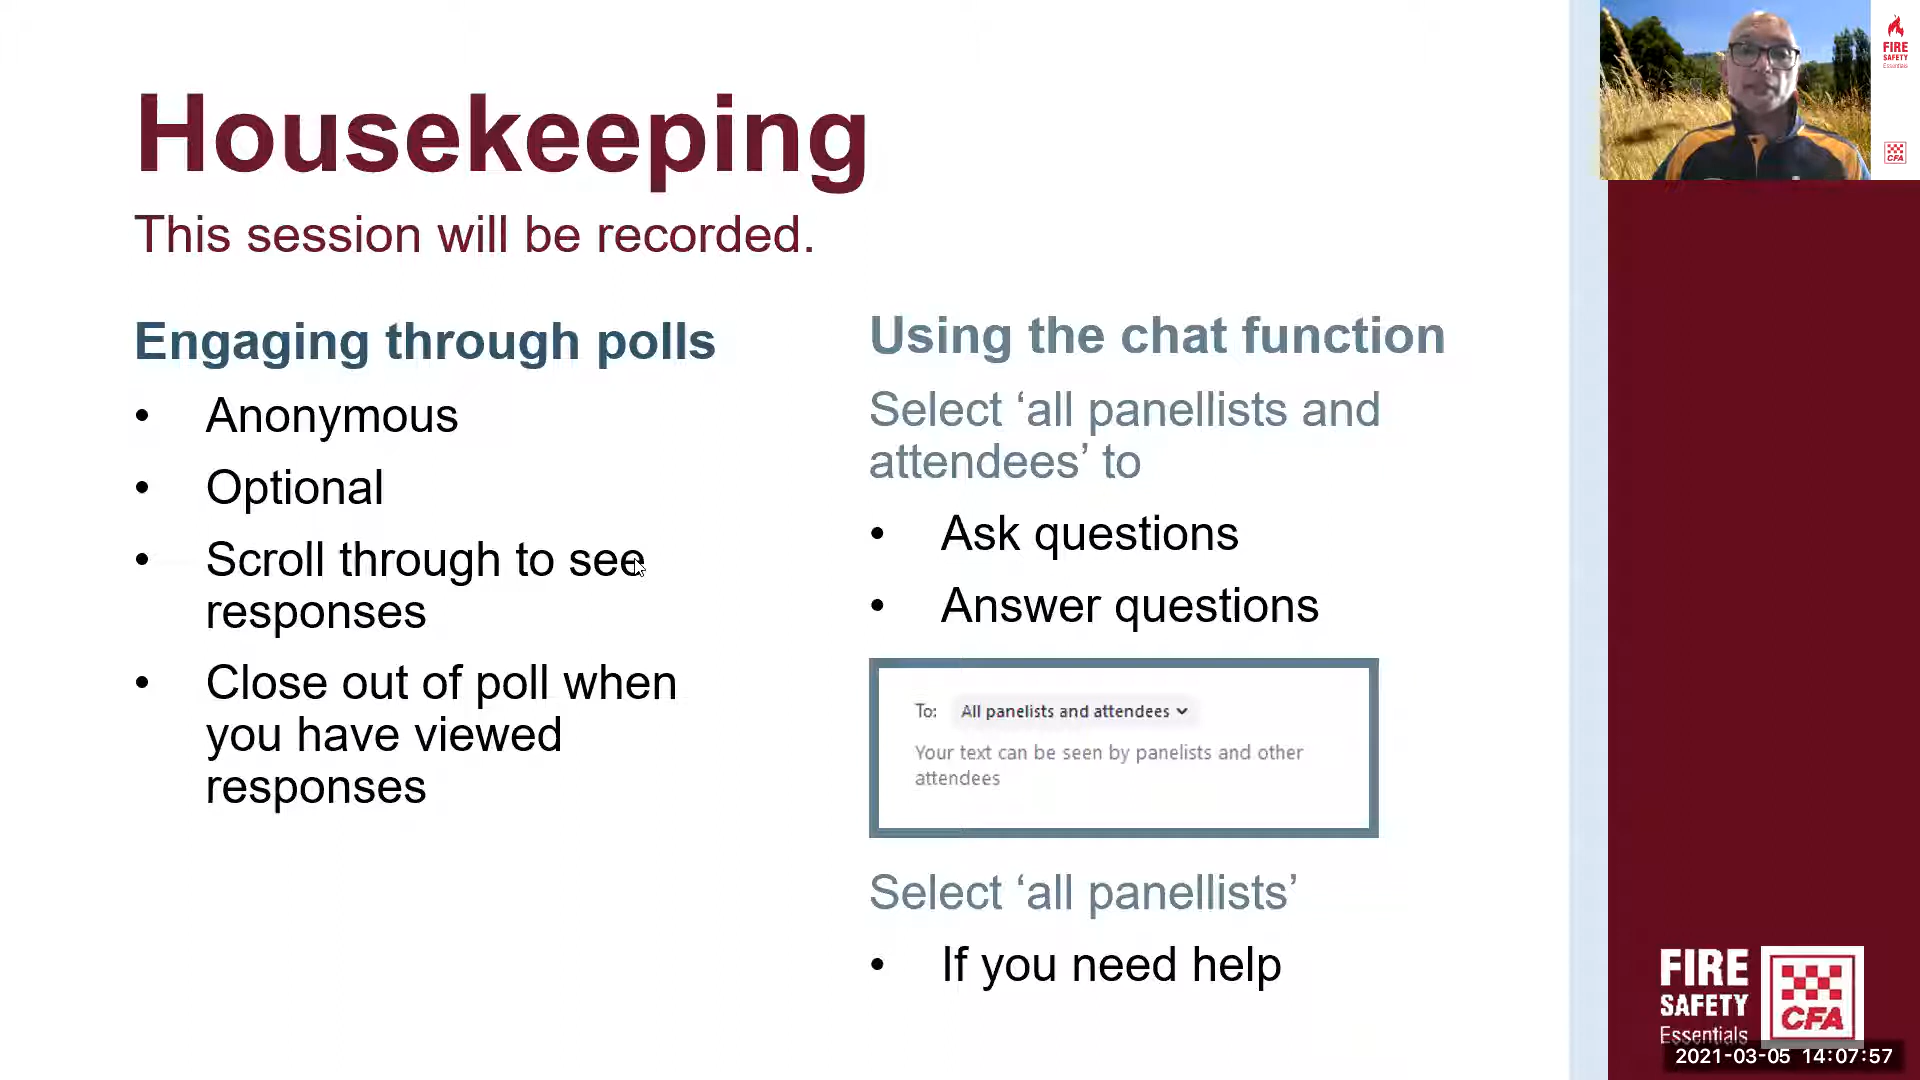 Housekeeping
This session will be recorded.
Engaging through polls
• Anonymous
• Optional
• Scroll through to see
responses
• Close out of poll when
you have viewed
responses
Using the chat function
Select ‘all panellists and
attendees’ to
• Ask questions
• Answer questions
To: All panelists and attendees
Your text can be seen by panelists and other
attendees
Select ‘all panellists’
• If you need help
FIRE
SAFETY
Essentials
CFA
FIRE
SAFETY
Essentials
CFA
2021-03-05 14:07:57